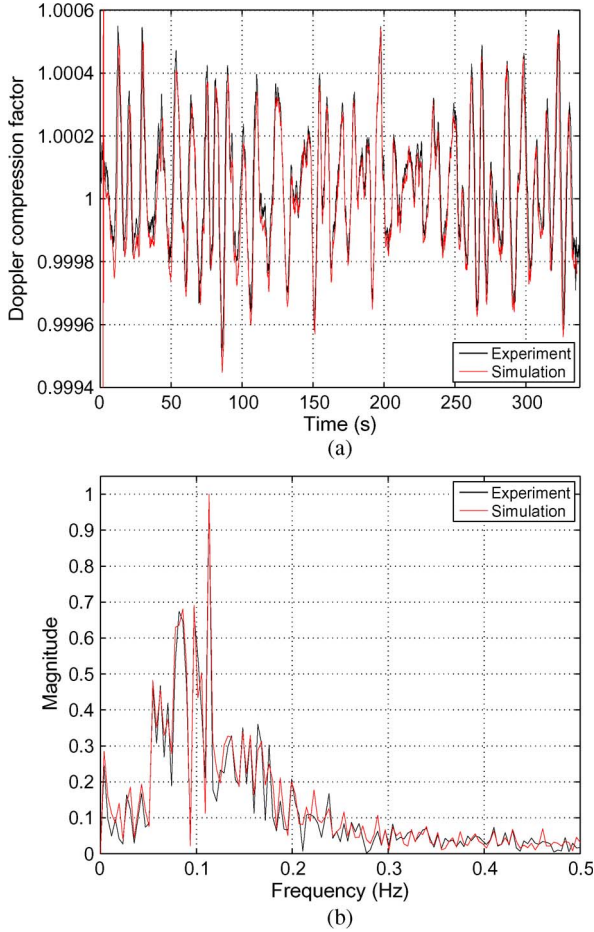 1.0006
1.0004
1.0002
1
0.9998
0.9996
0.9994
Doppler compression factor
Experiment
Simulation
0 50 100 150 200 250 300
Time (s)
(a)
1
0.9
0.8
0.7
0.6
0.5
0.4
0.3
0.2
0.1
0
Magnitude
Experiment
Simulation
0 0.1 0.2 0.3 0.4 0.5
Frequency (Hz)
(b)